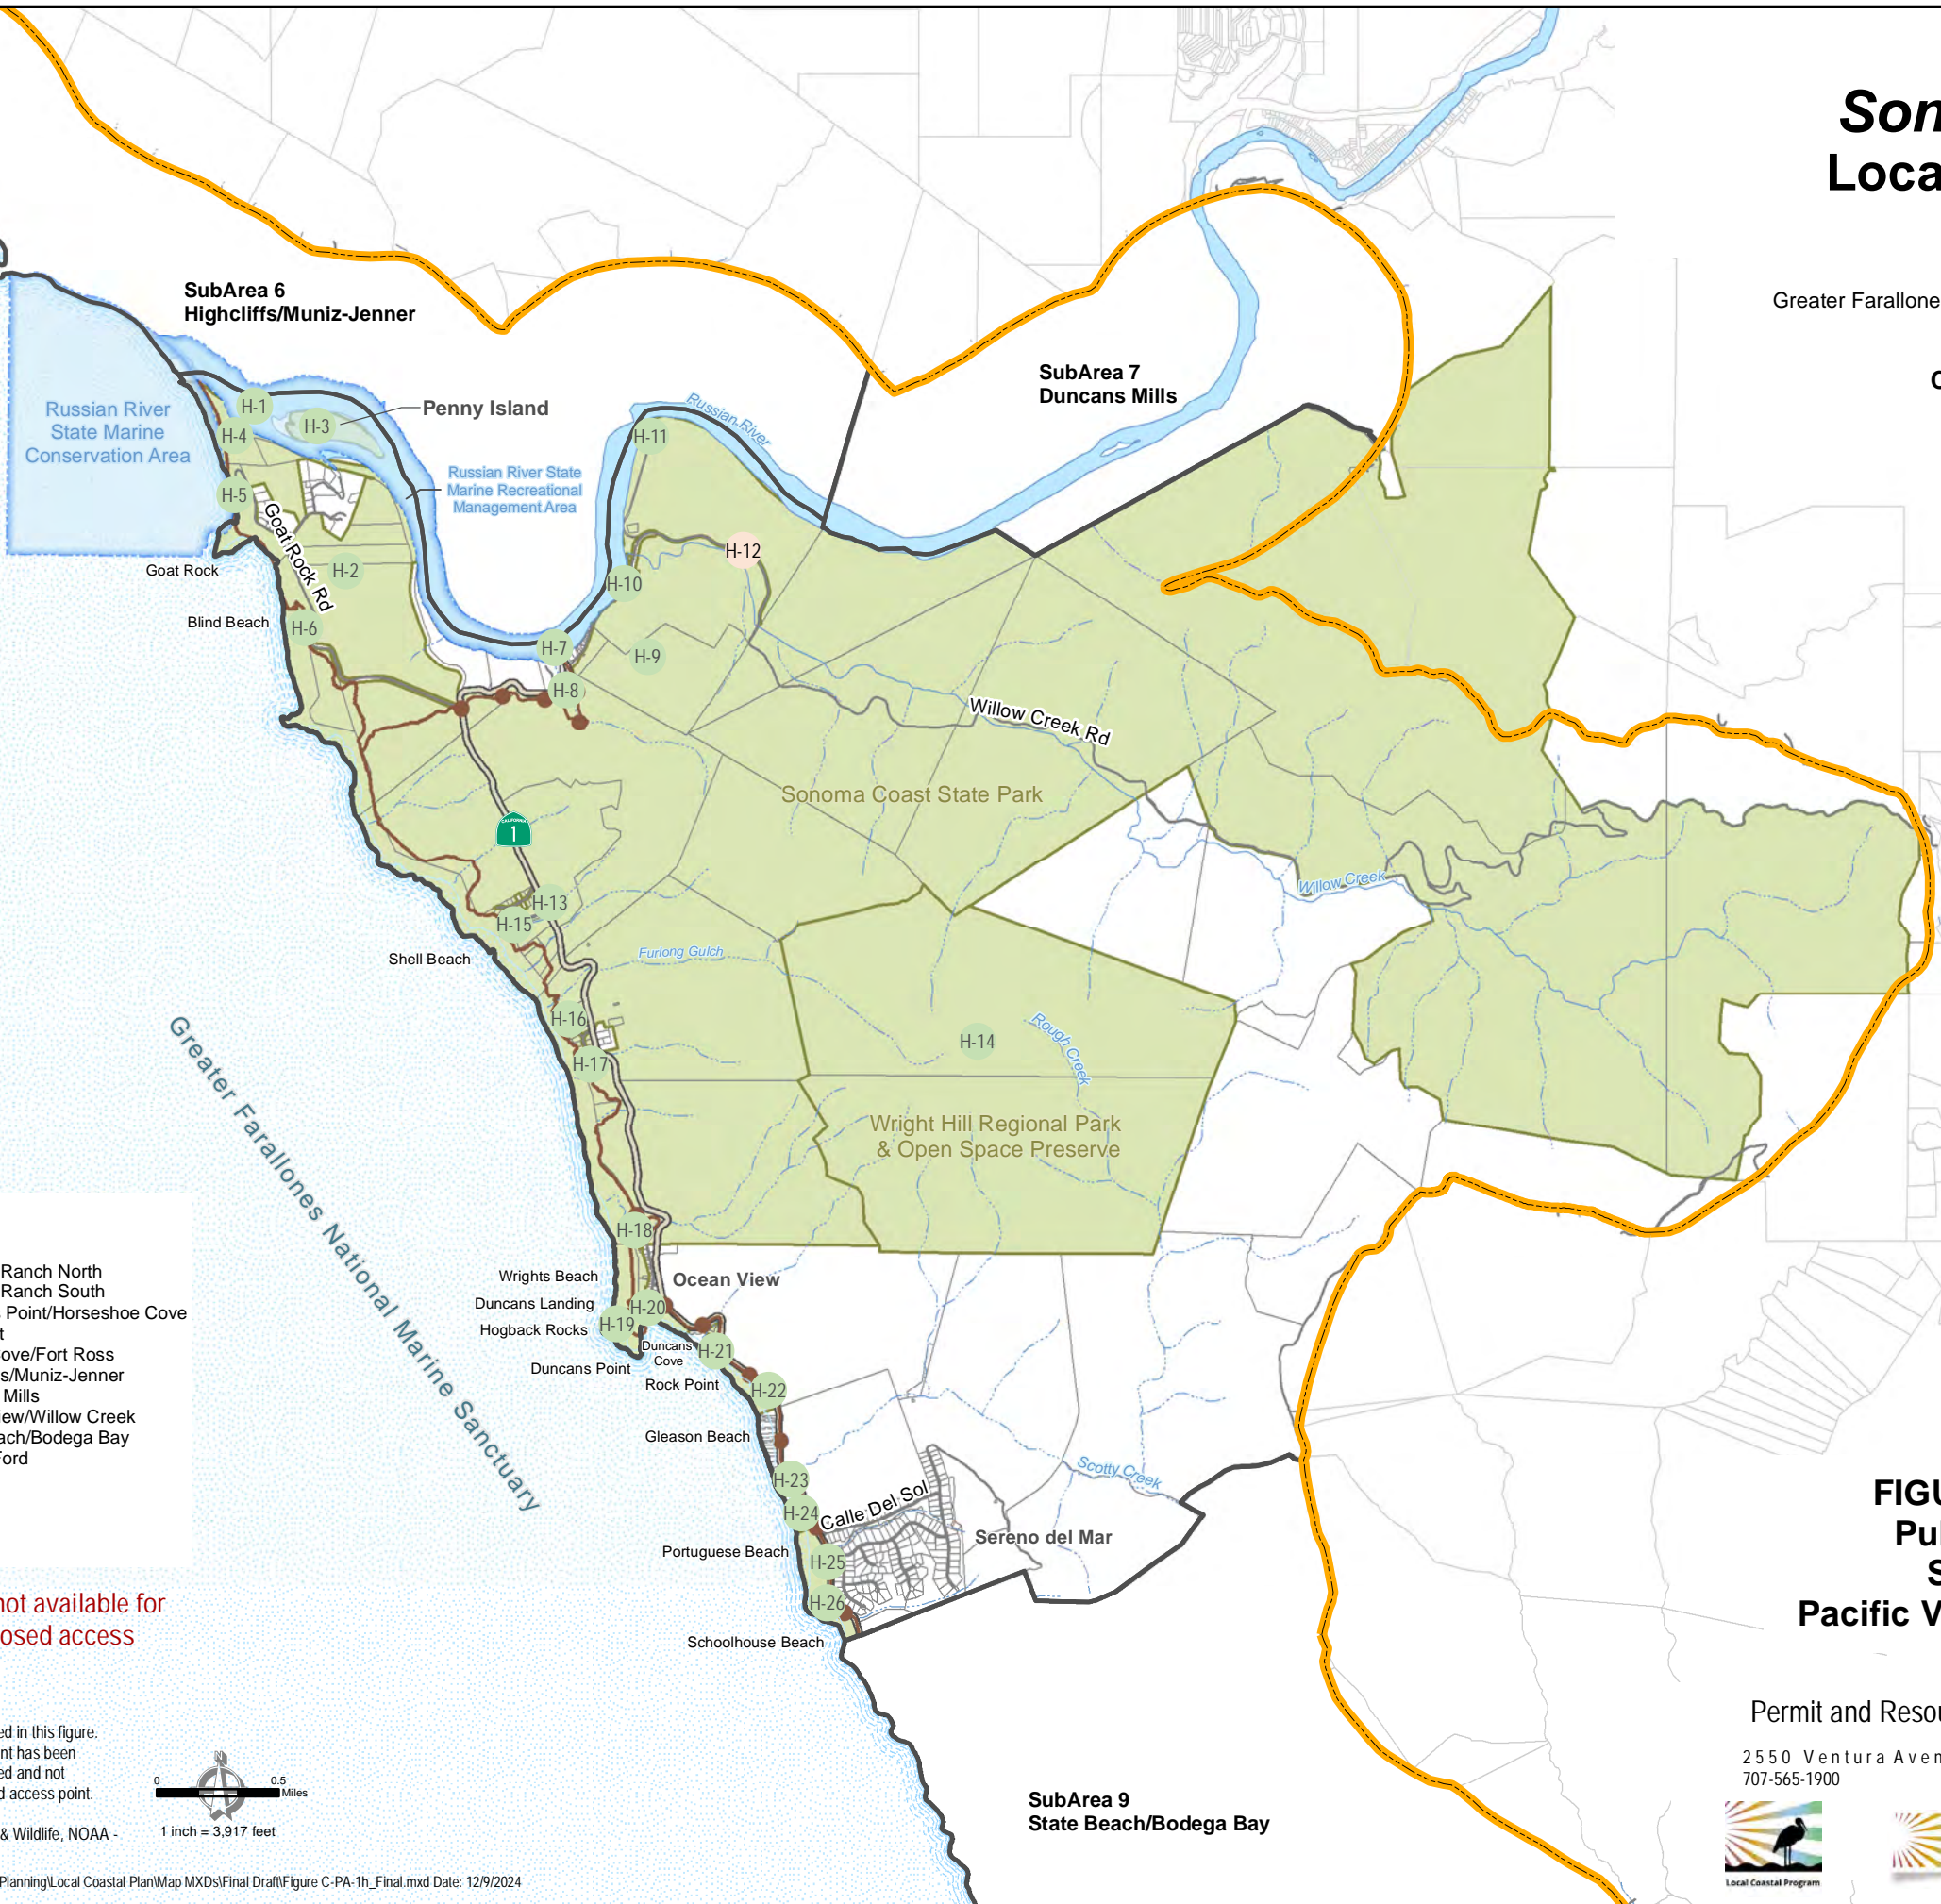 Son
Loca
Greater Farallone
C
SubArea 6
Highcliffs/Muniz-Jenner
SubArea 7
Duncans Mills
Russian River
State Marine
Conservation Area
Penny Island
Russian River State
Marine Recreational
Management Area
Russian River
H-1
H-3
H-4
H-11
H-5
Goat Rock Rd
Goat Rock
H-2
H-12
H-10
Blind Beach
H-6
H-7
H-9
H-8
Willow Creek Rd
Sonoma Coast State Park
CALIFORNIA
1
Willow Creek
H-13
H-15
Shell Beach
Furlong Gulch
H-16
H-14
Rough Creek
H-17
Wright Hill Regional Park
& Open Space Preserve
Greater Farallones National Marine Sanctuary
H-18
Ranch North
Ranch South
s Point/Horseshoe Cove
t
ove/Fort Ross
s/Muniz-Jenner
Mills
iew/Willow Creek
ach/Bodega Bay
Ford
Wrights Beach
Ocean View
Duncans Landing
H-20
H-19
Hogback Rocks
Duncans
Cove
H-21
Duncans Point
Rock Point
H-22
Gleason Beach
Scotty Creek
H-23
H-24
Calle Del Sol
Sereno del Mar
Portuguese Beach
H-25
H-26
Schoolhouse Beach
FIGU
Pu
S
Pacific V
not available for
osed access
ed in this figure.
nt has been
ed and not
d access point.
& Wildlife, NOAA -
N
0
0.5
Miles
1 inch = 3,917 feet
SubArea 9
State Beach/Bodega Bay
Permit and Resou
2550 Ventura Aven
707-565-1900
Local Coastal Program
Planning\Local Coastal Plan\Map MXDs\Final Draft\Figure C-PA-1h_Final.mxd Date: 12/9/2024